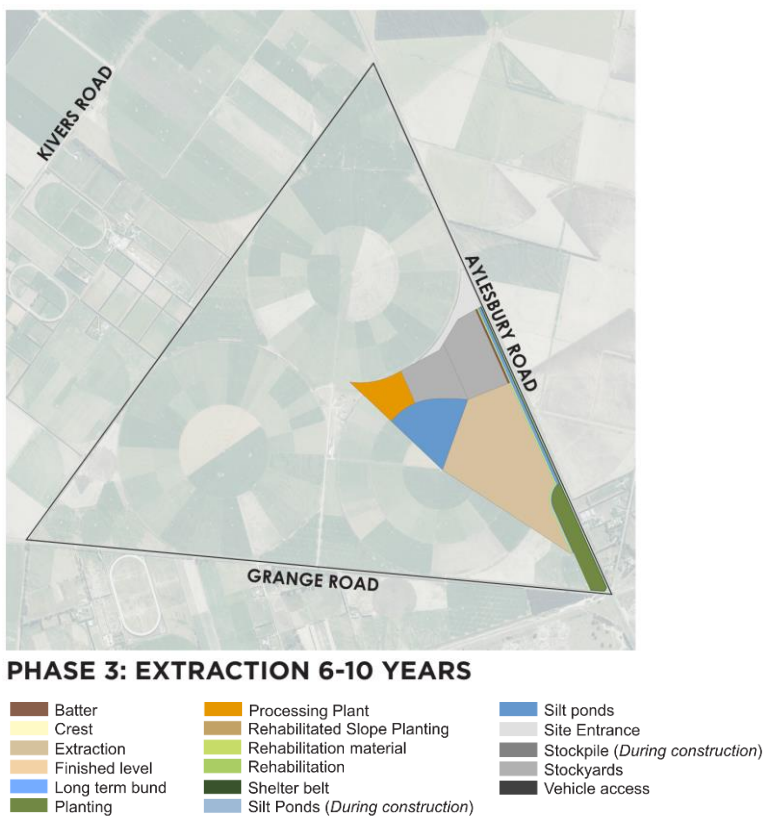 KIVERS ROAD
AYLESBURY ROAD
GRANGE ROAD
PHASE 3: EXTRACTION 6-10 YEARS
Batter
Crest
Extraction
Finished level
Long term bund
Planting
Processing Plant
Rehabilitated Slope Planting
Rehabilitation material
Rehabilitation
Shelter belt
Silt Ponds (During construction)
Silt ponds
Site Entrance
Stockpile (During construction)
Stockyards
Vehicle access